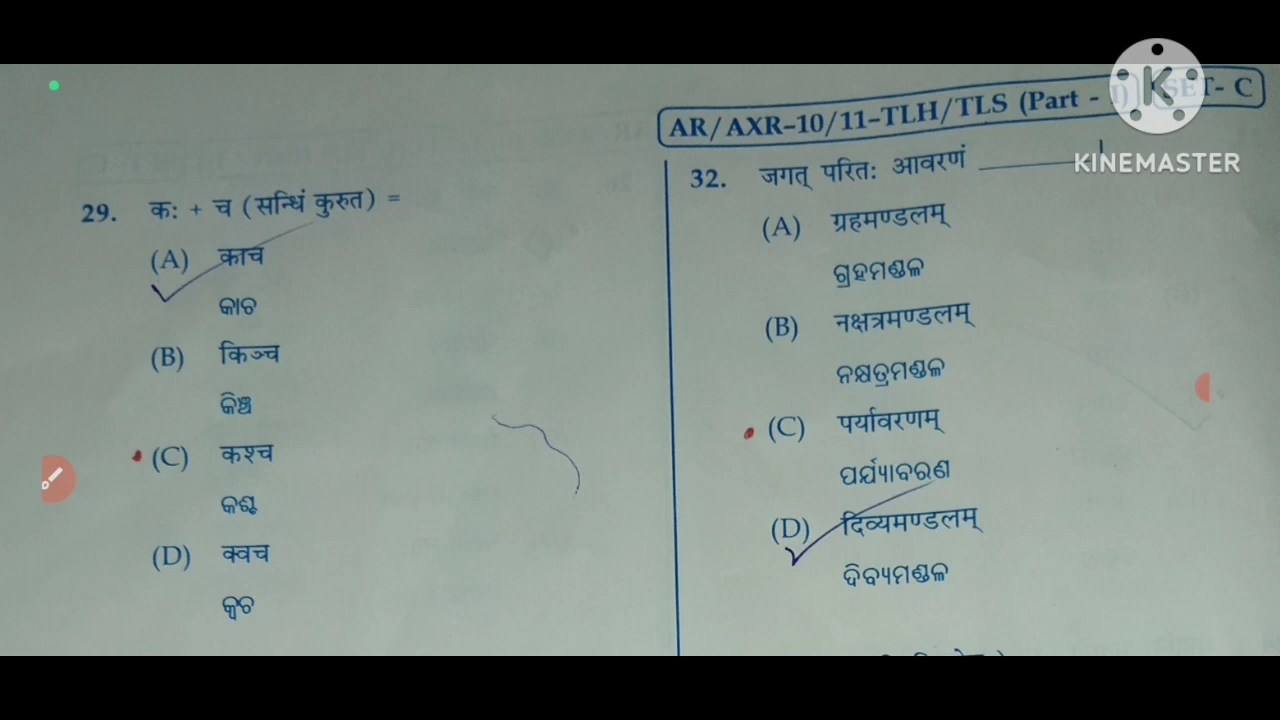 AR/AXR-10/11-TLH/TLS (Part - I) SET- C
KINEMASTER
29. कः + च (सन्धिं कुरुत) =
(A) काच
କାଚ
(B) किञ्च
କିଞ୍ଚ
(C) कश्च
କଶ୍ଚ
(D) क्वच
କ୍ୱଚ
32. जगत् परितः आवरणं ________।
(A) ग्रहमण्डलम्
ଗ୍ରହମଣ୍ଡଳ
(B) नक्षत्रमण्डलम्
ନକ୍ଷତ୍ରମଣ୍ଡଳ
(C) पर्यावरणम्
ପର୍ଯ୍ୟାବରଣ
(D) दिव्यमण्डलम्
ଦିବ୍ୟମଣ୍ଡଳ